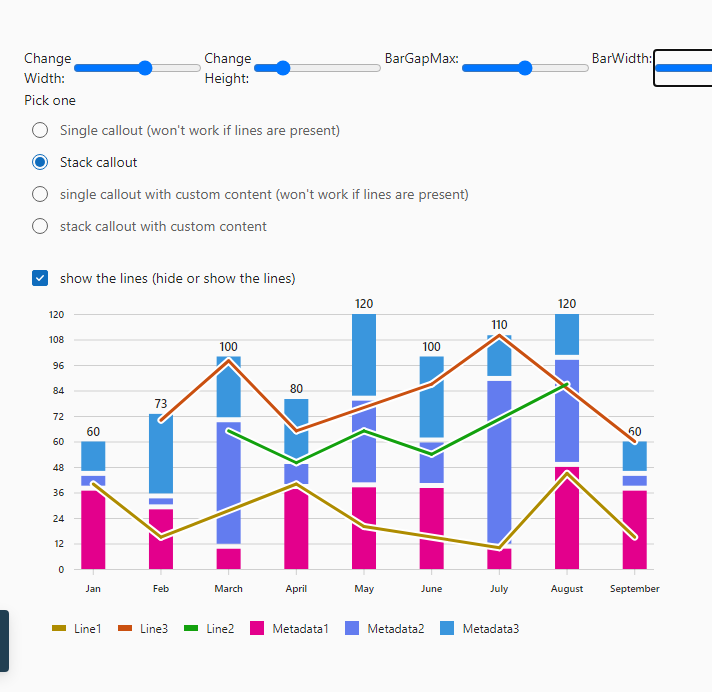 Change Width:
Change Height:
BarGapMax:
BarWidth:
Pick one
Single callout (won't work if lines are present)
Stack callout
single callout with custom content (won't work if lines are present)
stack callout with custom content
show the lines (hide or show the lines)
120
108
96
84
72
60
48
36
24
12
0
60
73
100
80
120
100
110
120
60
Jan Feb March April May June July August September
Line1 Line3 Line2 Metadata1 Metadata2 Metadata3